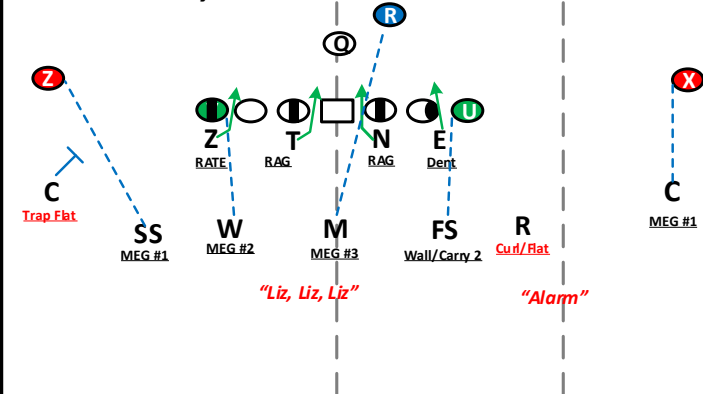 R
Q
Z
X
U
Z
T
N
E
RATE
RAG
RAG
Dent
C
Trap Flat
C
MEG #1
SS
MEG #1
W
MEG #2
M
MEG #3
FS
Wall/Carry 2
R
Curl/Flat
“Liz, Liz, Liz”
“Alarm”